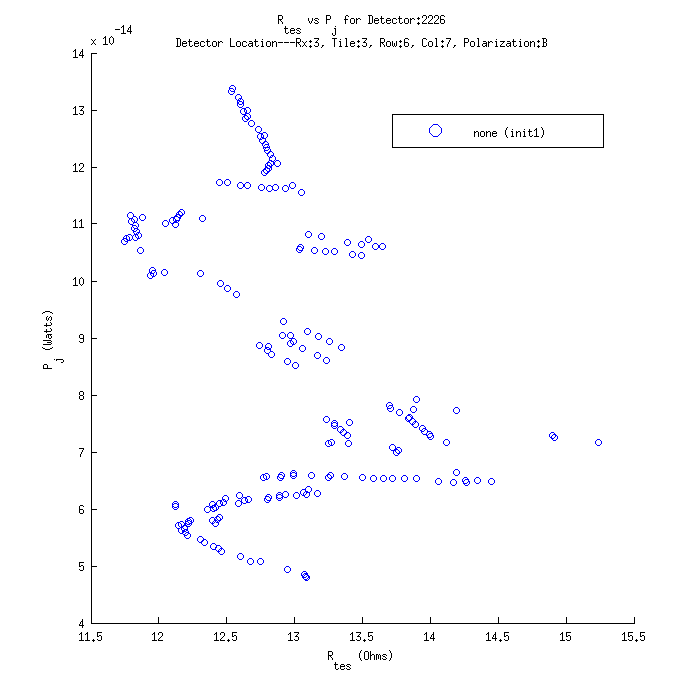 R_tes vs P_j for Detector:2226
Detector Location---Rx:3, Tile:3, Row:6, Col:7, Polarization:B
x 10^-14
none (init1)
14
13
12
11
10
9
8
7
6
5
4
P_j (Watts)
11.5 12 12.5 13 13.5 14 14.5 15 15.5
R_tes (Ohms)